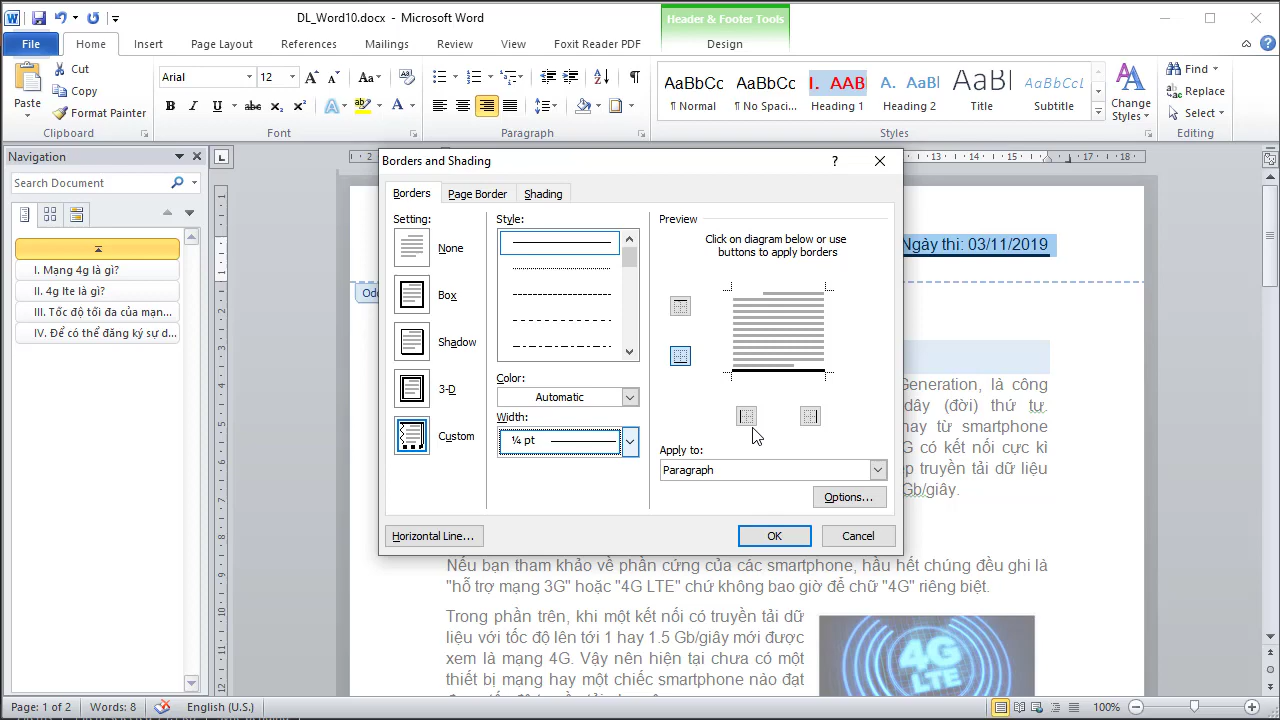 DL_Word10.docx - Microsoft Word
Header & Footer Tools
File Home Insert Page Layout References Mailings Review View Foxit Reader PDF Design
Paste
Cut
Copy
Format Painter
Arial 12
AaBbCc AaBbCc I. AAB A. AaBl AaBl AaBbCcL
¶ Normal ¶ No Spaci... Heading 1 Heading 2 Title Subtitle
Change Styles
Find
Replace
Select
Clipboard Font Paragraph Styles Editing
Navigation
Search Document
I. Mạng 4g là gì?
II. 4g lte là gì?
III. Tốc độ tối đa của mạn...
IV. Để có thể đăng ký sự d...
2 13 14 15 17 18
Ngày thi: 03/11/2019
Borders and Shading
Borders Page Border Shading
Setting:
None
Box
Shadow
3-D
Custom
Style:
Color:
Automatic
Width:
¼ pt
Preview
Click on diagram below or use
buttons to apply borders
Apply to:
Paragraph
Options...
Horizontal Line... OK Cancel
Generation, là công
dây (đời) thứ tư.
nay từ smartphone
G có kết nối cực kì
ép truyền tải dữ liệu
Gb/giây.
Nếu bạn tham khảo về phần cứng của các smartphone, hầu hết chúng đều ghi là
"hỗ trợ mạng 3G" hoặc "4G LTE" chứ không bao giờ để chữ "4G" riêng biệt.
Trong phần trên, khi một kết nối có truyền tải dữ
liệu với tốc độ lên tới 1 hay 1.5 Gb/giây mới được
xem là mạng 4G. Vậy nên hiện tại chưa có một
thiết bị mạng hay một chiếc smartphone nào đạt
4G
LTE
Page: 1 of 2 Words: 8 English (U.S.) 100%